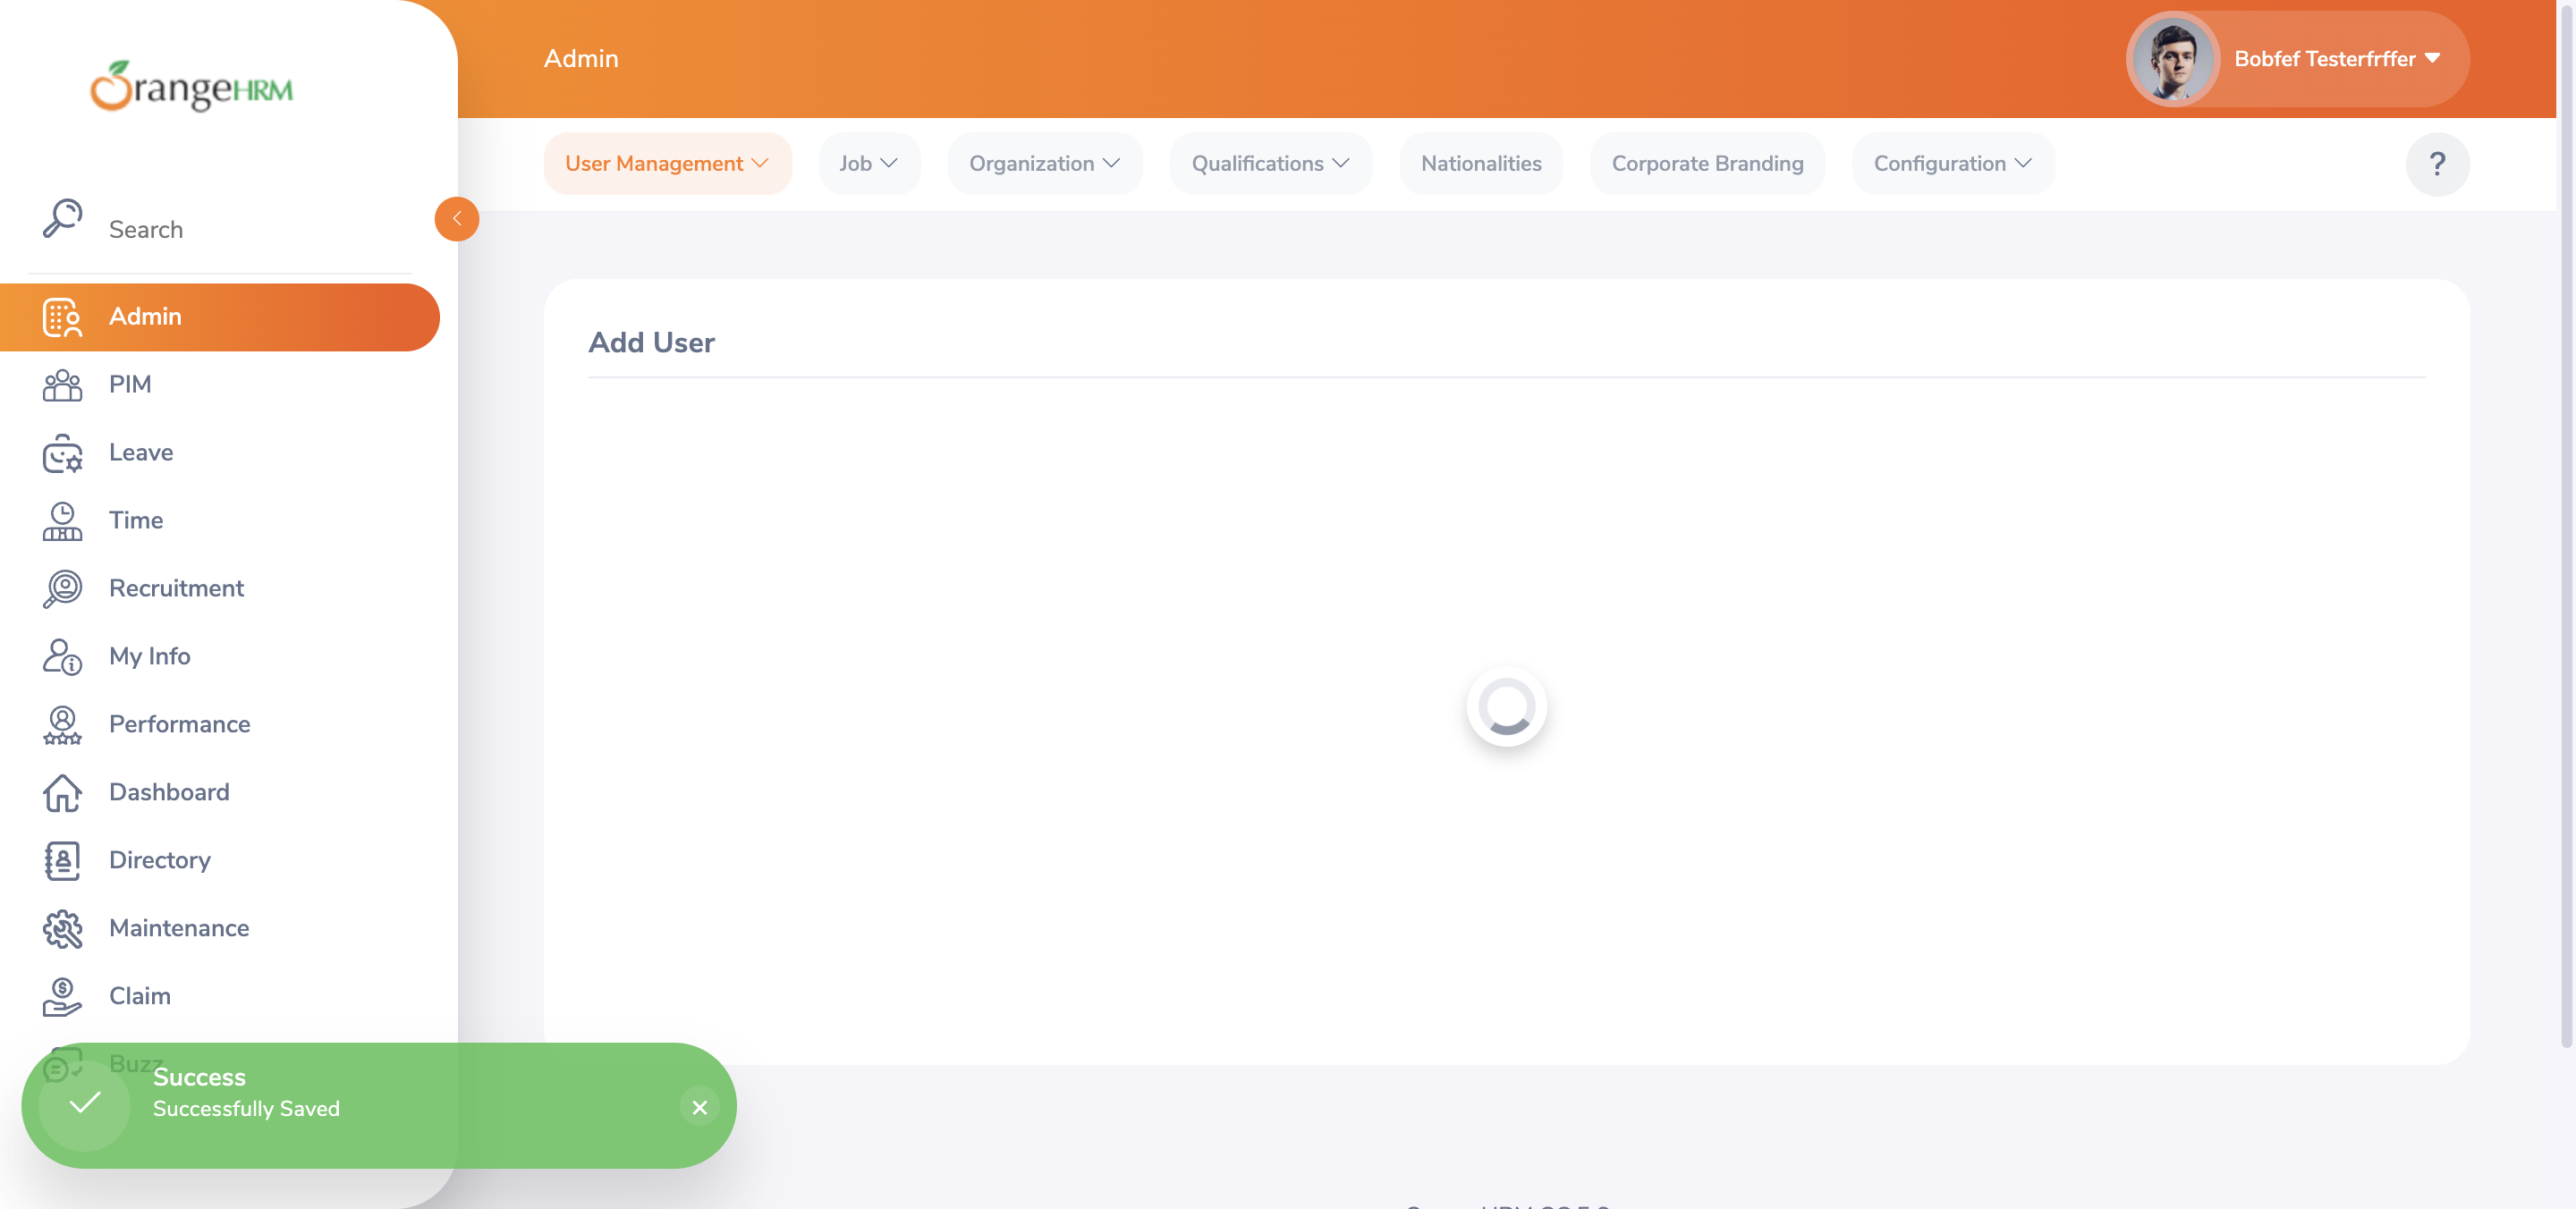 OrangeHRM
Admin
Bobfef Testerfrffer
User Management
Job
Organization
Qualifications
Nationalities
Corporate Branding
Configuration
?
Search
Admin
PIM
Leave
Time
Recruitment
My Info
Performance
Dashboard
Directory
Maintenance
Claim
Buzz
Add User
Success
Successfully Saved